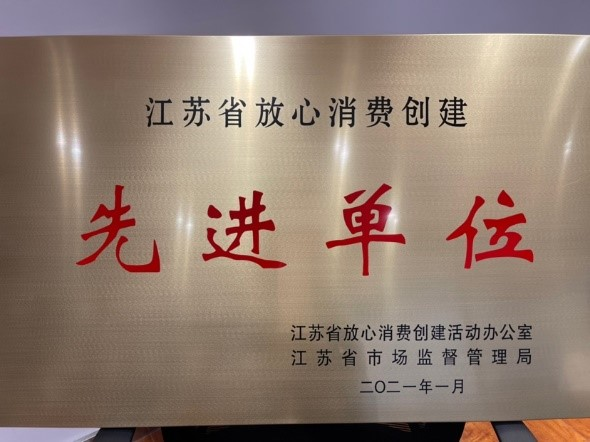 江苏省放心消费创建
先进单位
江苏省放心消费创建活动办公室
江苏省市场监督管理局
二〇二一年一月